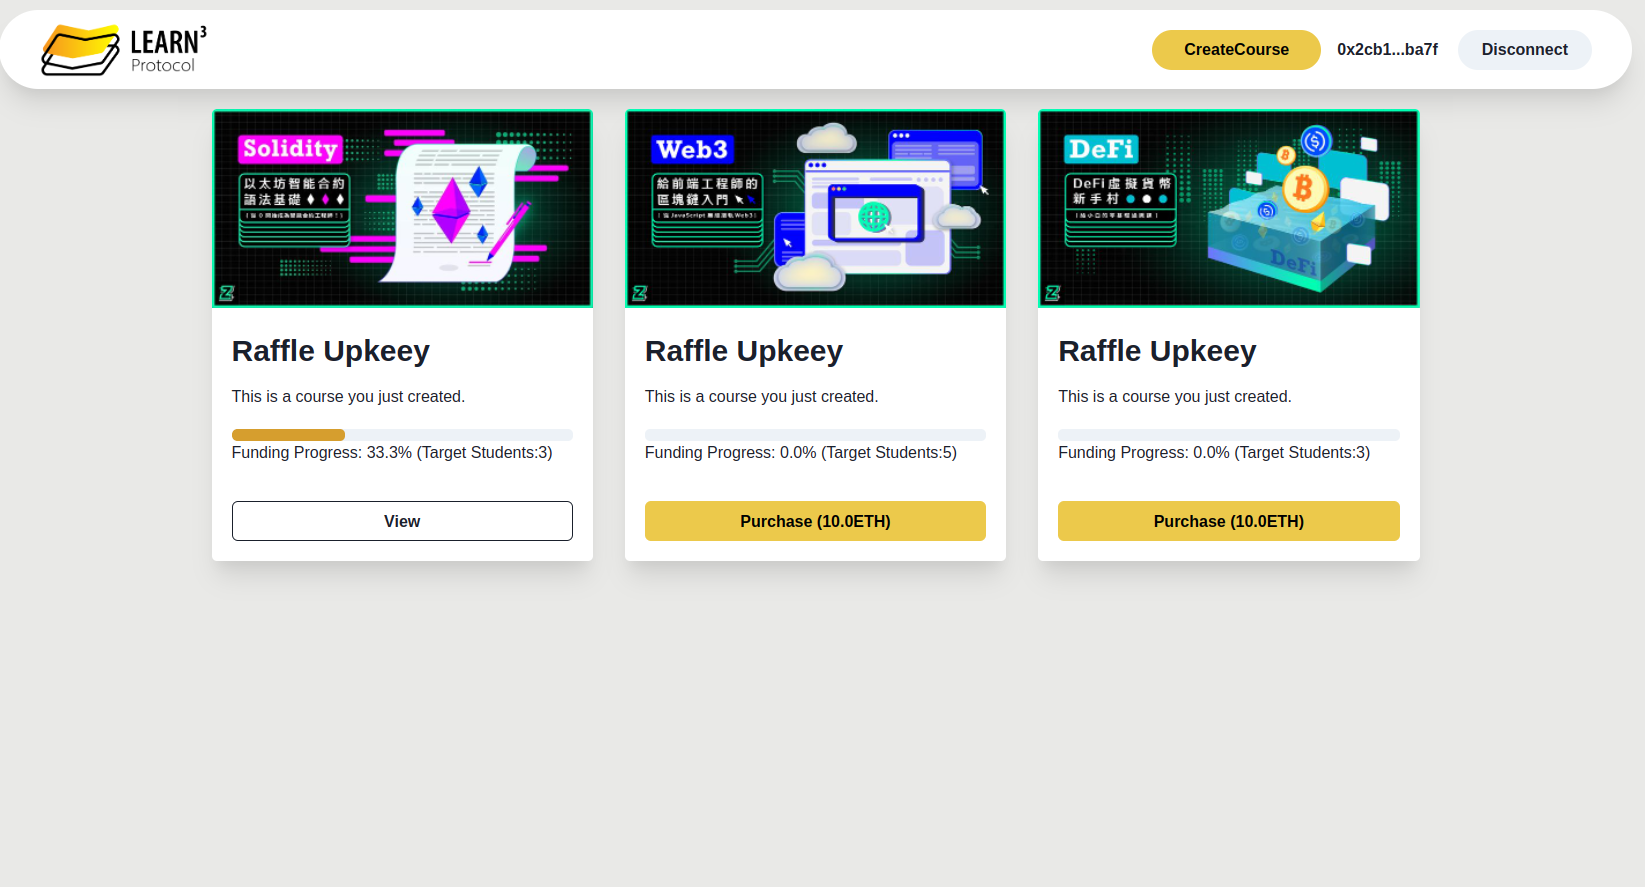 LEARN3
Protocol
CreateCourse
0x2cb1...ba7f
Disconnect
Solidity
以太坊智能合約
語法基礎
Web3
給前端工程師的
區塊鏈入門
DeFi
DeFi虛擬貨幣
新手村
DeFi
Raffle Upkeey
This is a course you just created.
Funding Progress: 33.3% (Target Students:3)
View
Raffle Upkeey
This is a course you just created.
Funding Progress: 0.0% (Target Students:5)
Purchase (10.0ETH)
Raffle Upkeey
This is a course you just created.
Funding Progress: 0.0% (Target Students:3)
Purchase (10.0ETH)